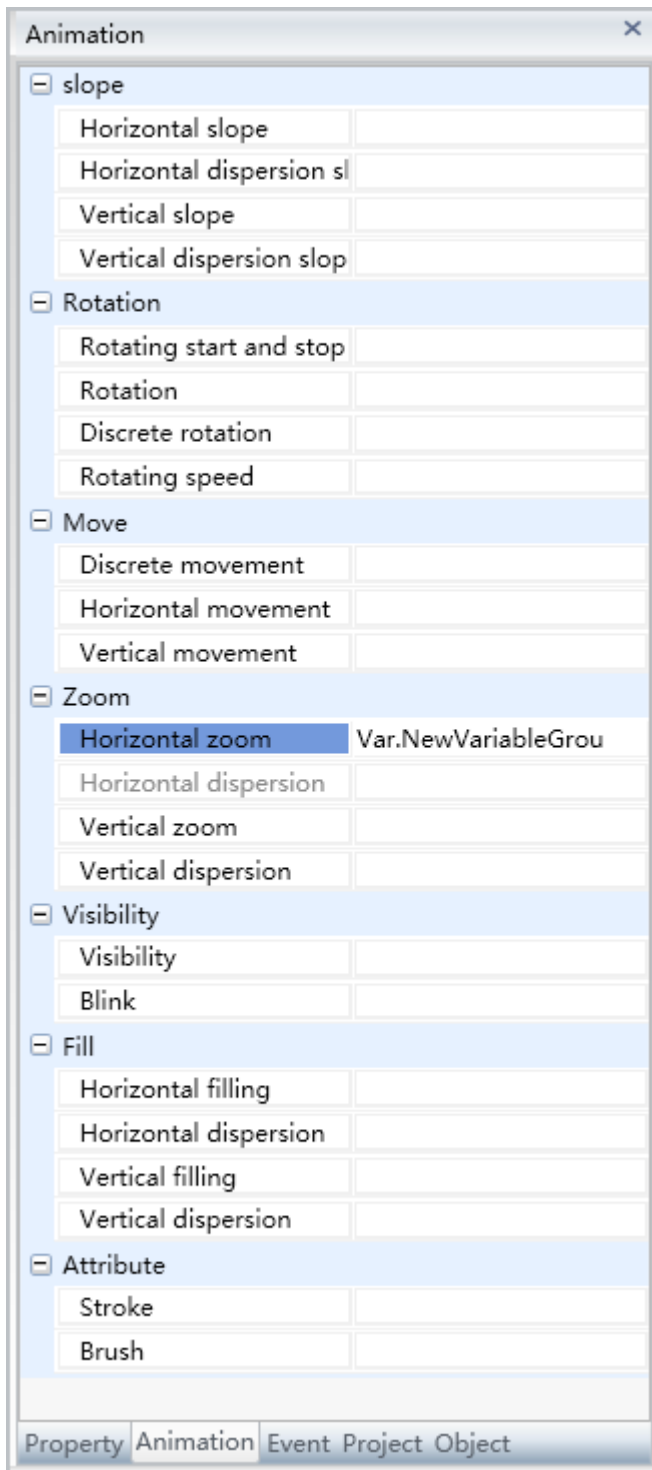 Animation
slope
Horizontal slope
Horizontal dispersion sl
Vertical slope
Vertical dispersion slop
Rotation
Rotating start and stop
Rotation
Discrete rotation
Rotating speed
Move
Discrete movement
Horizontal movement
Vertical movement
Zoom
Horizontal zoom Var.NewVariableGrou
Horizontal dispersion
Vertical zoom
Vertical dispersion
Visibility
Visibility
Blink
Fill
Horizontal filling
Horizontal dispersion
Vertical filling
Vertical dispersion
Attribute
Stroke
Brush
Property Animation Event Project Object